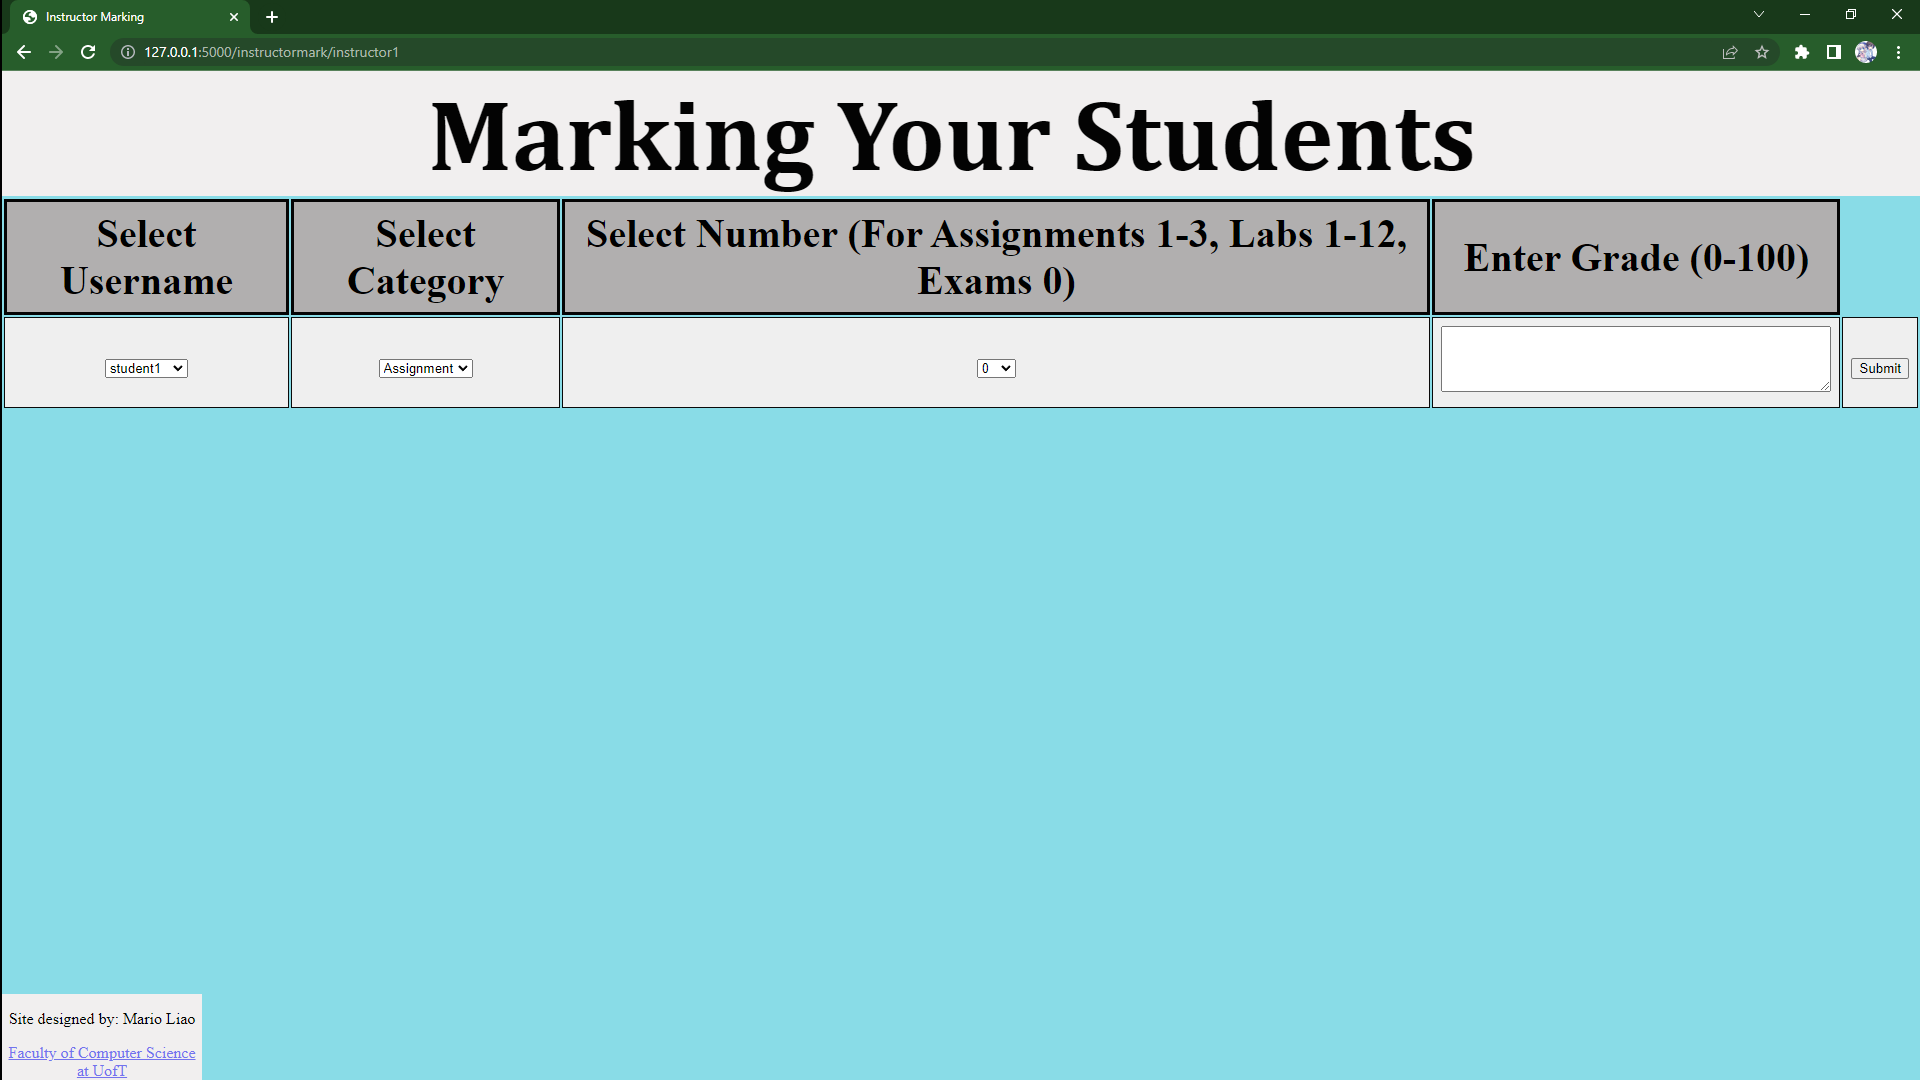 Instructor Marking
127.0.0.1:5000/instructormark/instructor1
Marking Your Students
Select
Username
Select
Category
Select Number (For Assignments 1-3, Labs 1-12,
Exams 0)
Enter Grade (0-100)
student1
Assignment
0
Submit
Site designed by: Mario Liao
Faculty of Computer Science
at UofT